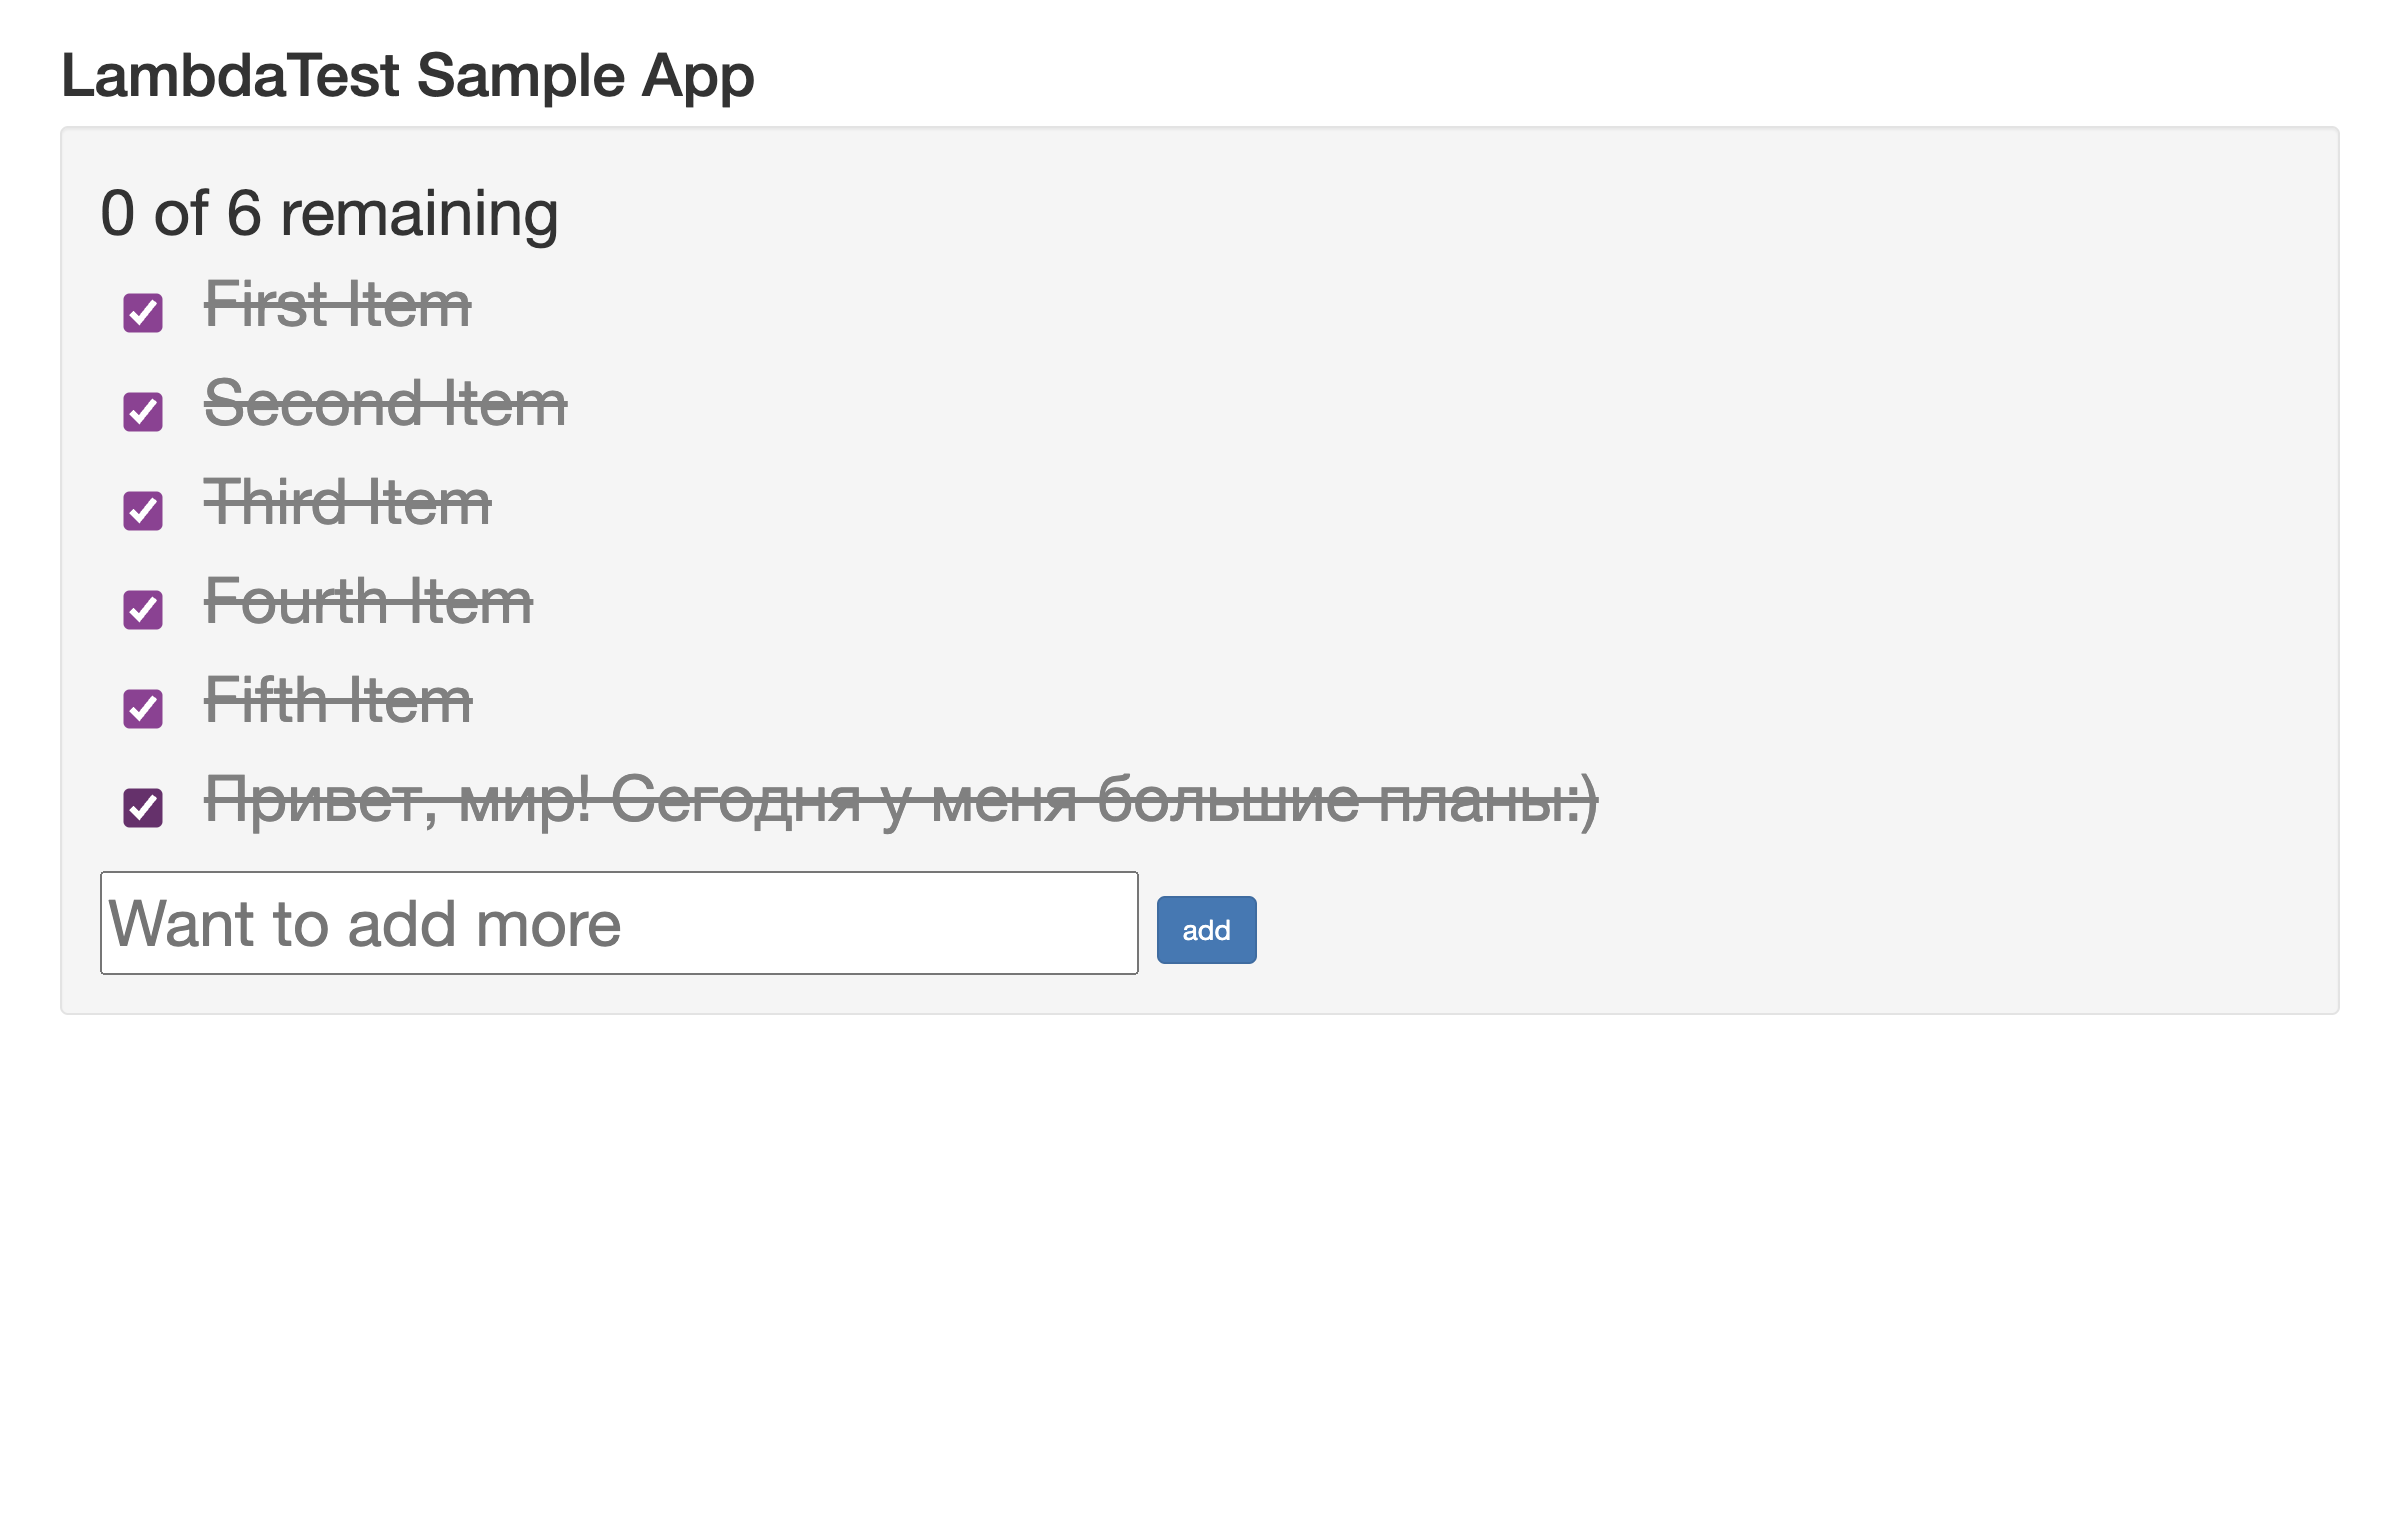 LambdaTest Sample App
0 of 6 remaining
First Item
Second Item
Third Item
Fourth Item
Fifth Item
Привет, мир! Сегодня у меня большие планы:)
Want to add more
add